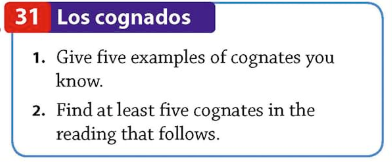 31 Los cognados
1. Give five examples of cognates you
know.
2. Find at least five cognates in the
reading that follows.